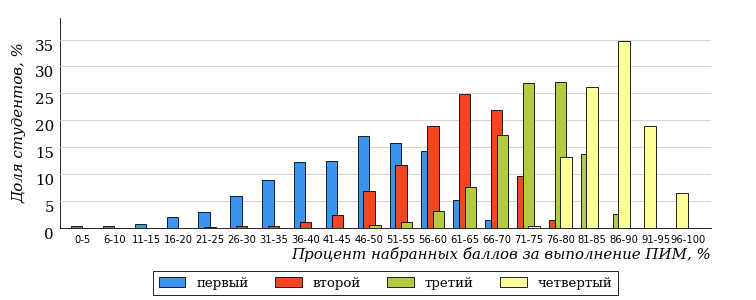 Доля студентов, %
35
30
25
20
15
10
5
0
0-5 6-10 11-15 16-20 21-25 26-30 31-35 36-40 41-45 46-50 51-55 56-60 61-65 66-70 71-75 76-80 81-85 86-90 91-95 96-100
Процент набранных баллов за выполнение ПИМ, %
первый второй третий четвертый